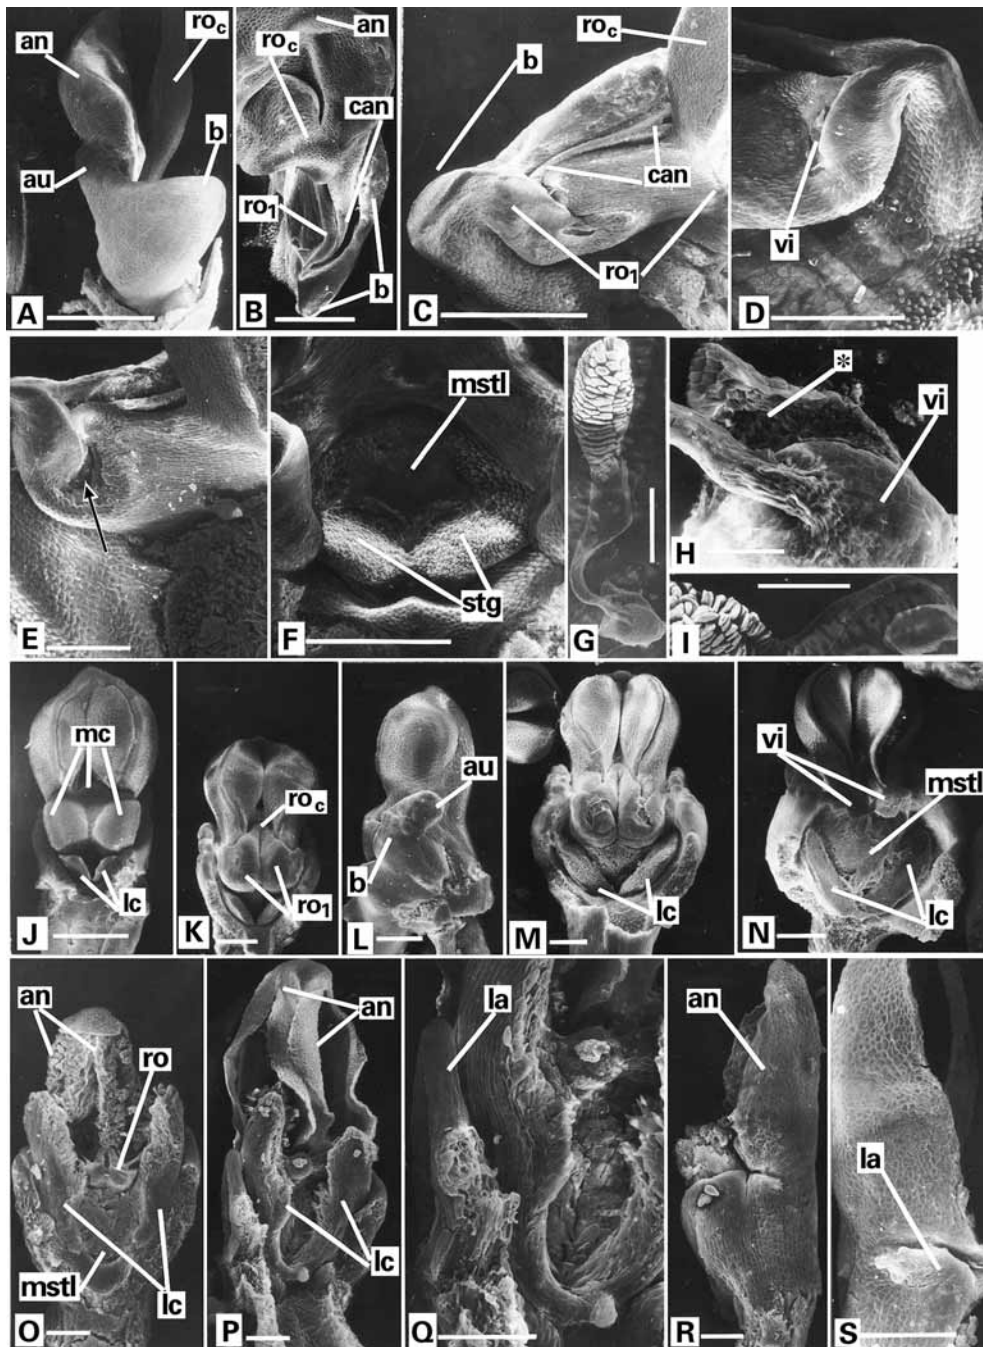 an
ro_c
b
au
A
ro_c
an
can
ro_1
b
B
ro_c
b
can
ro_1
C
vi
D
E
mstl
stg
F
G
*
vi
H
I
mc
lc
J
ro_c
ro_1
K
au
b
L
lc
M
vi
mstl
lc
N
an
ro
mstl
lc
O
an
lc
P
la
Q
an
R
la
S